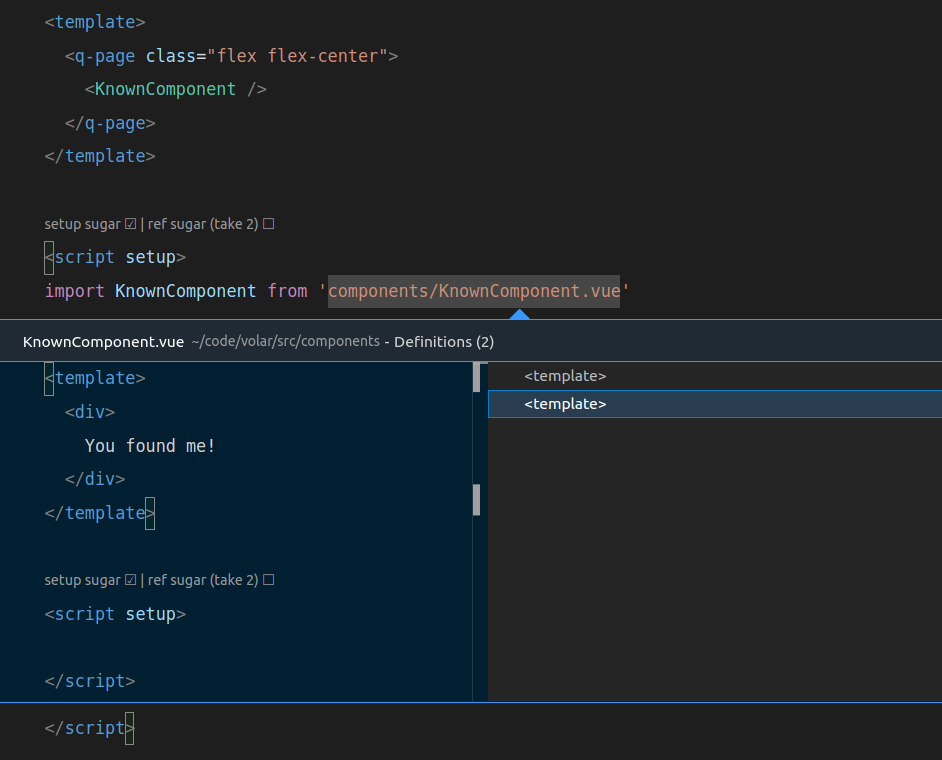 <template>
<q-page class="flex flex-center">
<KnownComponent />
</q-page>
</template>
setup sugar ☑ | ref sugar (take 2) ☐
<script setup>
import KnownComponent from 'components/KnownComponent.vue'
KnownComponent.vue ~/code/volar/src/components - Definitions (2)
<template>
<div>
You found me!
</div>
</template>
setup sugar ☑ | ref sugar (take 2) ☐
<script setup>
</script>
<template>
<template>
</script>